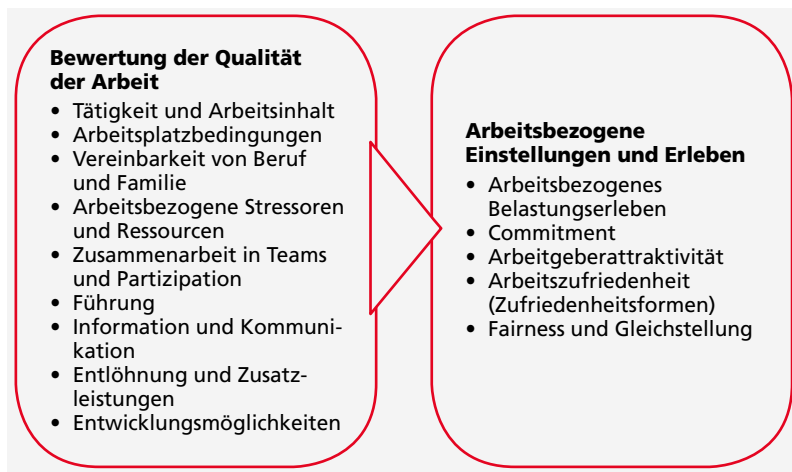 Bewertung der Qualität
der Arbeit
• Tätigkeit und Arbeitsinhalt
• Arbeitsplatzbedingungen
• Vereinbarkeit von Beruf
und Familie
• Arbeitsbezogene Stressoren
und Ressourcen
• Zusammenarbeit in Teams
und Partizipation
• Führung
• Information und Kommuni-
kation
• Entlöhnung und Zusatz-
leistungen
• Entwicklungsmöglichkeiten
Arbeitsbezogene
Einstellungen und Erleben
• Arbeitsbezogenes
Belastungserleben
• Commitment
• Arbeitgeberattraktivität
• Arbeitszufriedenheit
(Zufriedenheitsformen)
• Fairness und Gleichstellung